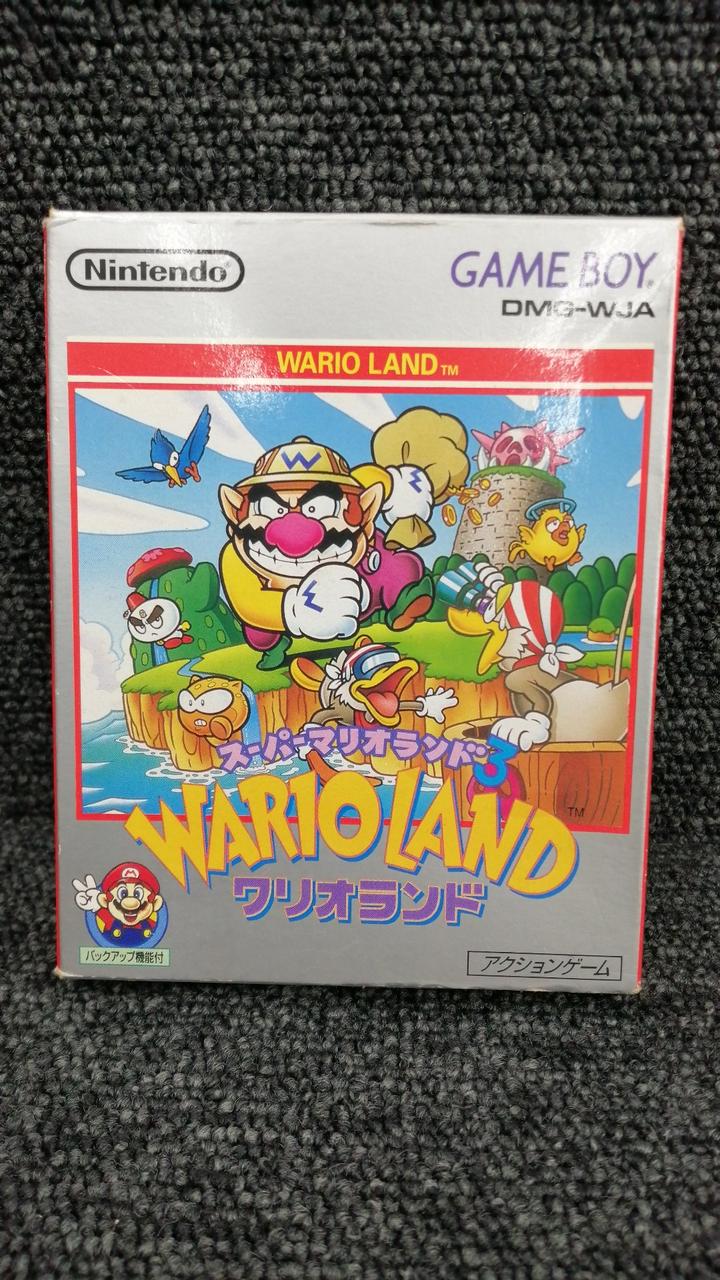 Nintendo®
GAME BOY®
DMG-WJA
WARIO LAND™
W
スーパーマリオランド3
WARIO LAND
TM
ワリオランド
M
バックアップ機能付
アクションゲーム